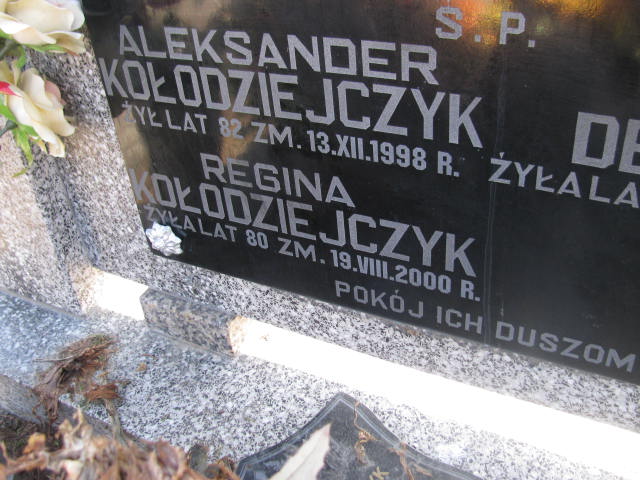 S.P.
ALEKSANDER
KOŁODZIEJCZYK
ŻYŁ LAT 82 ZM. 13.XII.1998 R.
REGINA
KOŁODZIEJCZYK
ŻYŁA LAT 80 ZM. 19.VIII.2000 R.
DE
ŻYŁA LA
POKÓJ ICH DUSZOM